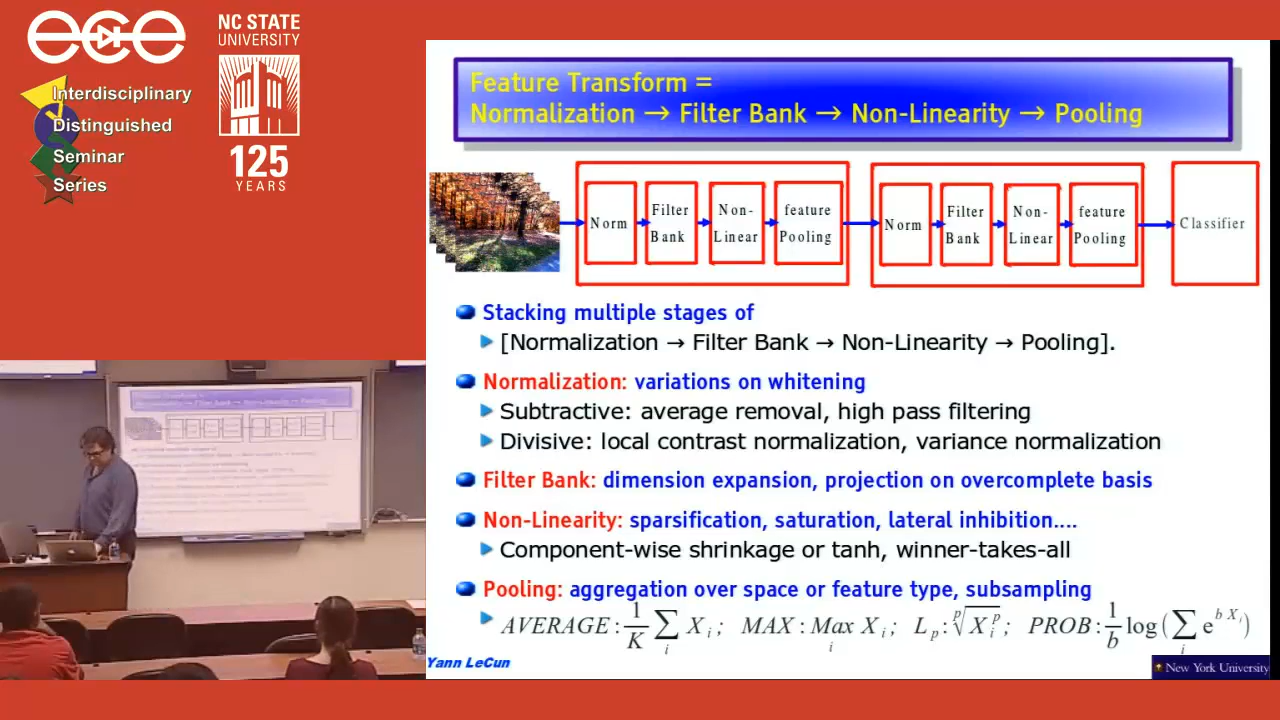 ece
NC STATE
UNIVERSITY
Interdisciplinary
Distinguished
Seminar
Series
125
YEARS
Feature Transform =
Normalization → Filter Bank → Non-Linearity → Pooling
Norm
Filter
Bank
Non-
Linear
feature
Pooling
Norm
Filter
Bank
Non-
Linear
feature
Pooling
Classifier
Stacking multiple stages of
[Normalization → Filter Bank → Non-Linearity → Pooling].
Normalization: variations on whitening
Subtractive: average removal, high pass filtering
Divisive: local contrast normalization, variance normalization
Filter Bank: dimension expansion, projection on overcomplete basis
Non-Linearity: sparsification, saturation, lateral inhibition....
Component-wise shrinkage or tanh, winner-takes-all
Pooling: aggregation over space or feature type, subsampling
AVERAGE: 1/K ∑_i X_i; MAX: Max_i X_i; L_p: ᵖ√X_i^p; PROB: 1/b log(∑_i e^{b X_i})
Yann LeCun
New York University